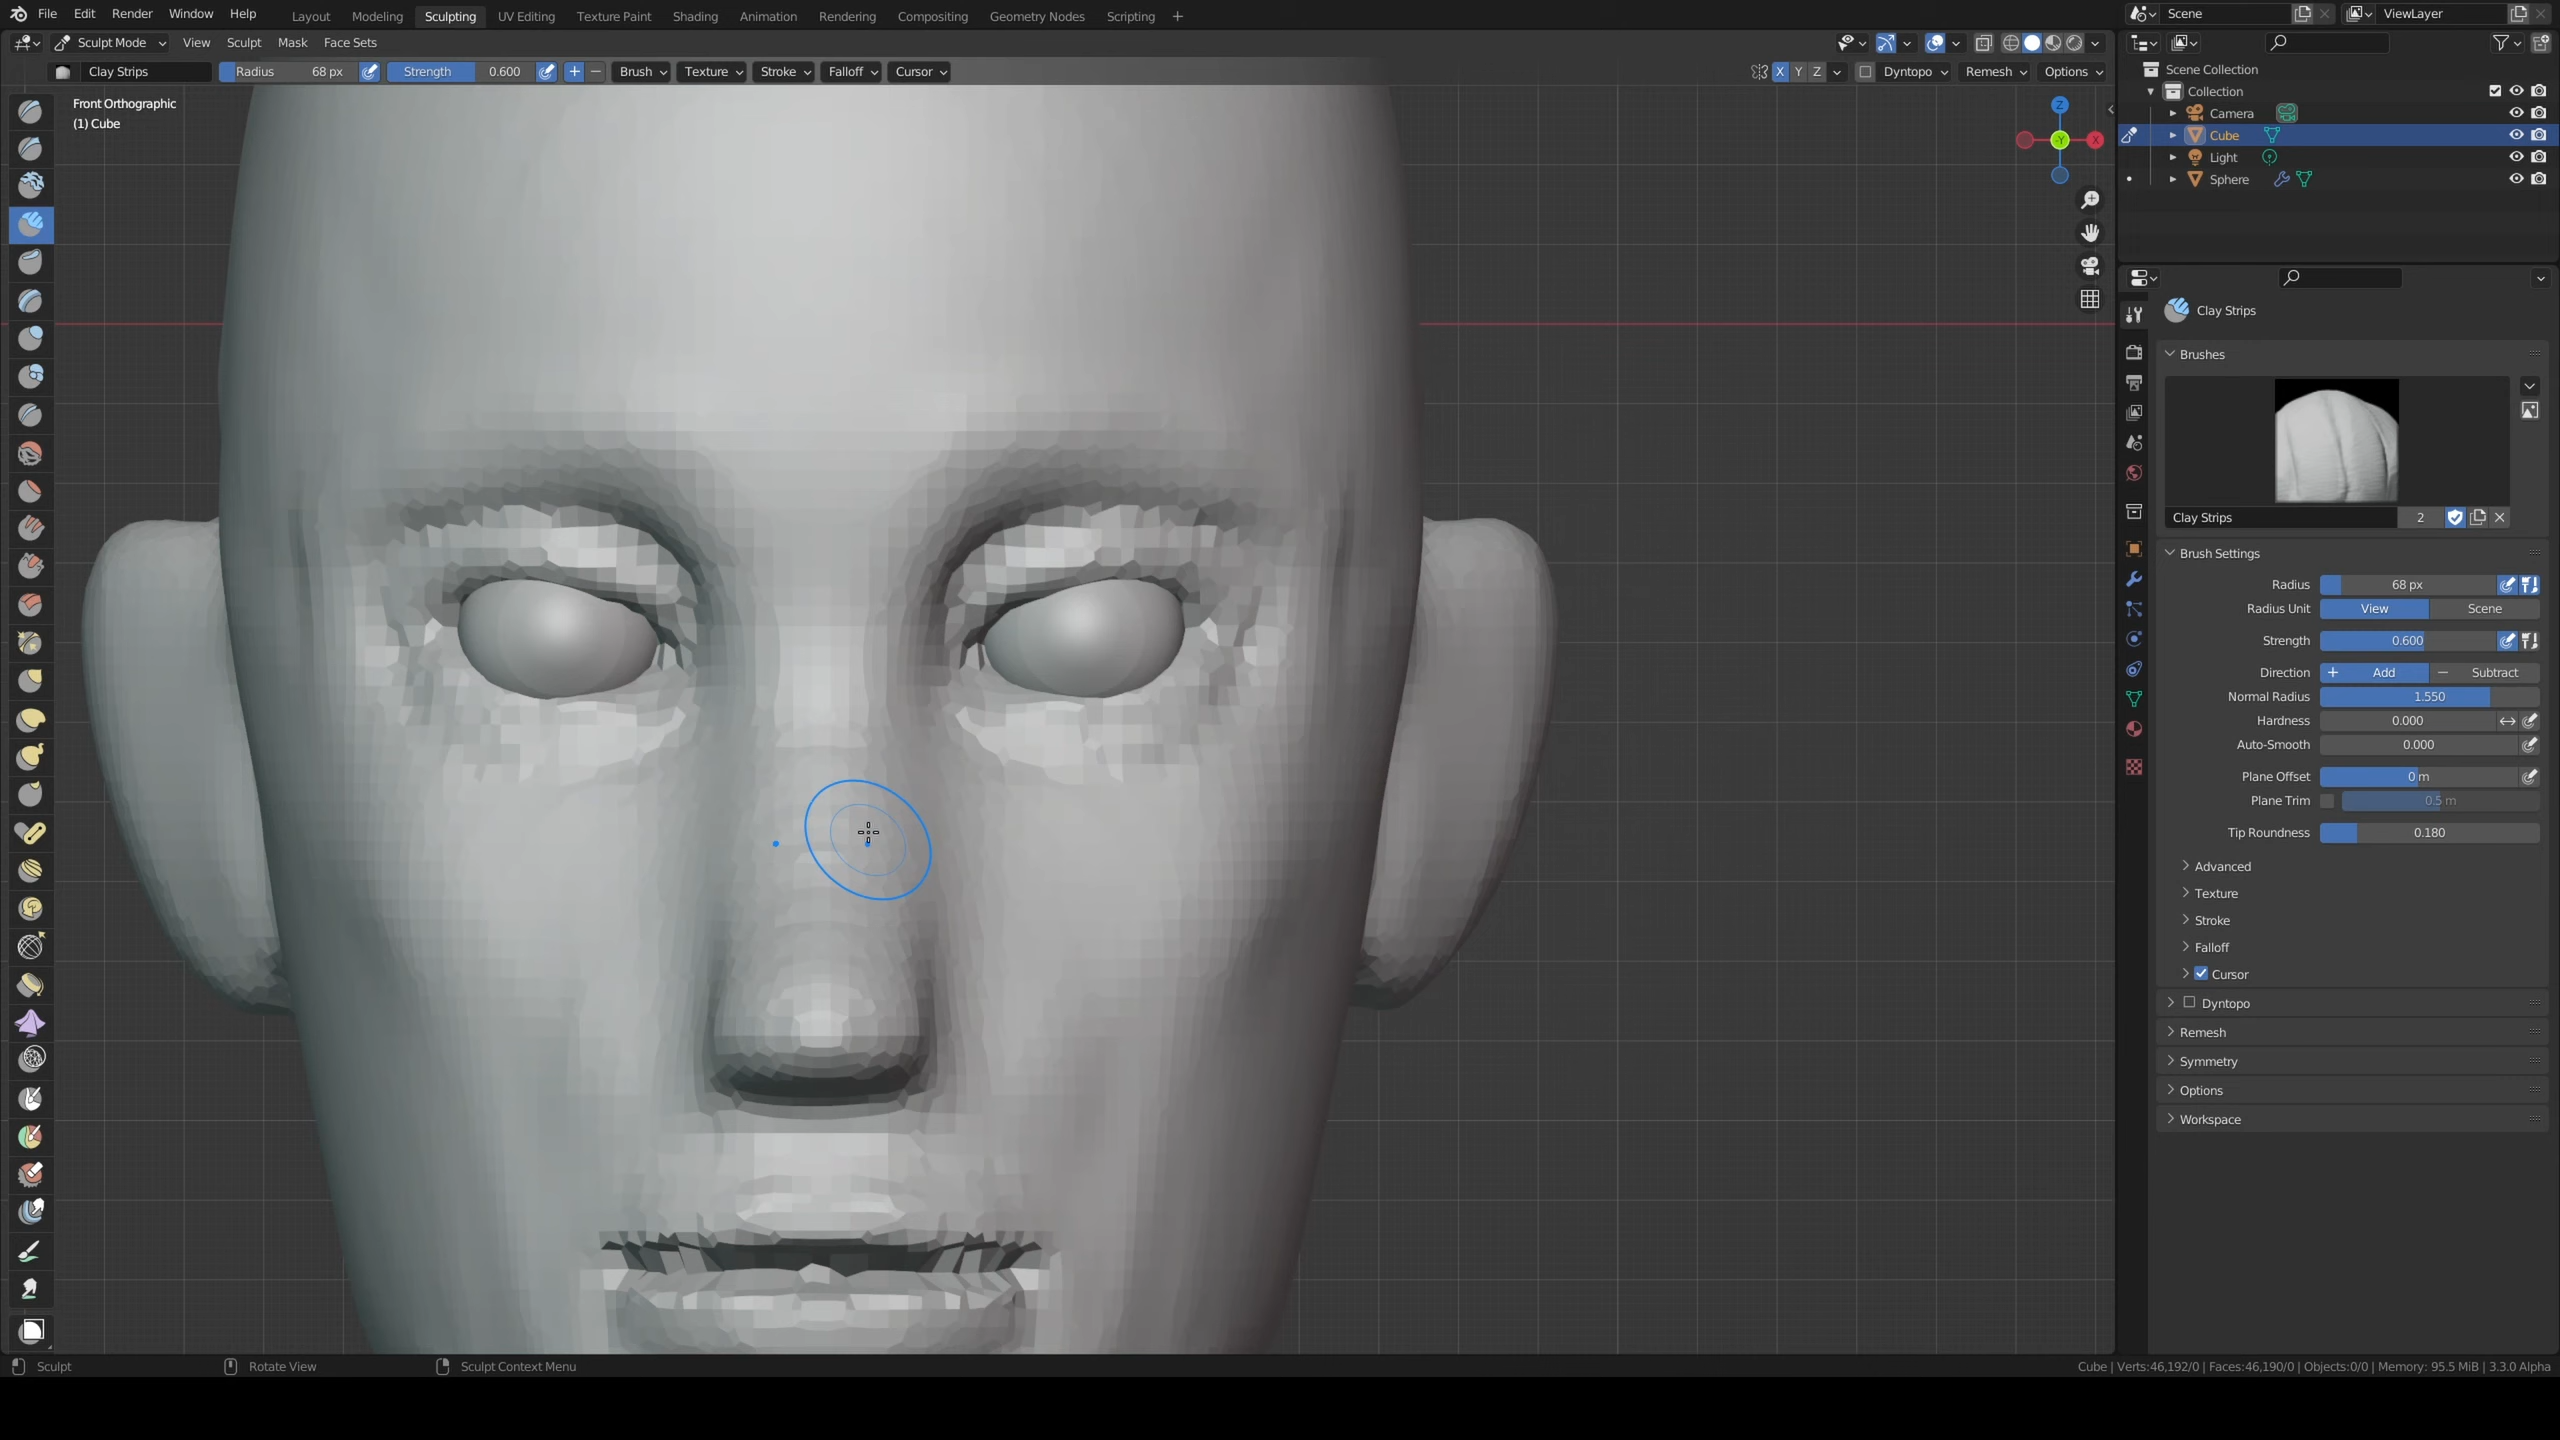 File Edit Render Window Help Layout Modeling Sculpting UV Editing Texture Paint Shading Animation Rendering Compositing Geometry Nodes Scripting + Scene ViewLayer
Sculpt Mode View Sculpt Mask Face Sets
Clay Strips Radius 68 px Strength 0.600 + − Brush Texture Stroke Falloff Cursor X Y Z Dyntopo Remesh Options
Front Orthographic
(1) Cube
Z
Y
X
Scene Collection
Collection
Camera
Cube
Light
Sphere
Clay Strips
Brushes
Clay Strips 2
Brush Settings
Radius 68 px
Radius Unit View Scene
Strength 0.600
Direction + Add − Subtract
Normal Radius 1.550
Hardness 0.000
Auto-Smooth 0.000
Plane Offset 0 m
Plane Trim 0.5 m
Tip Roundness 0.180
Advanced
Texture
Stroke
Falloff
Cursor
Dyntopo
Remesh
Symmetry
Options
Workspace
Sculpt Rotate View Sculpt Context Menu Cube | Verts:46,192/0 | Faces:46,190/0 | Objects:0/0 | Memory: 95.5 MiB | 3.3.0 Alpha